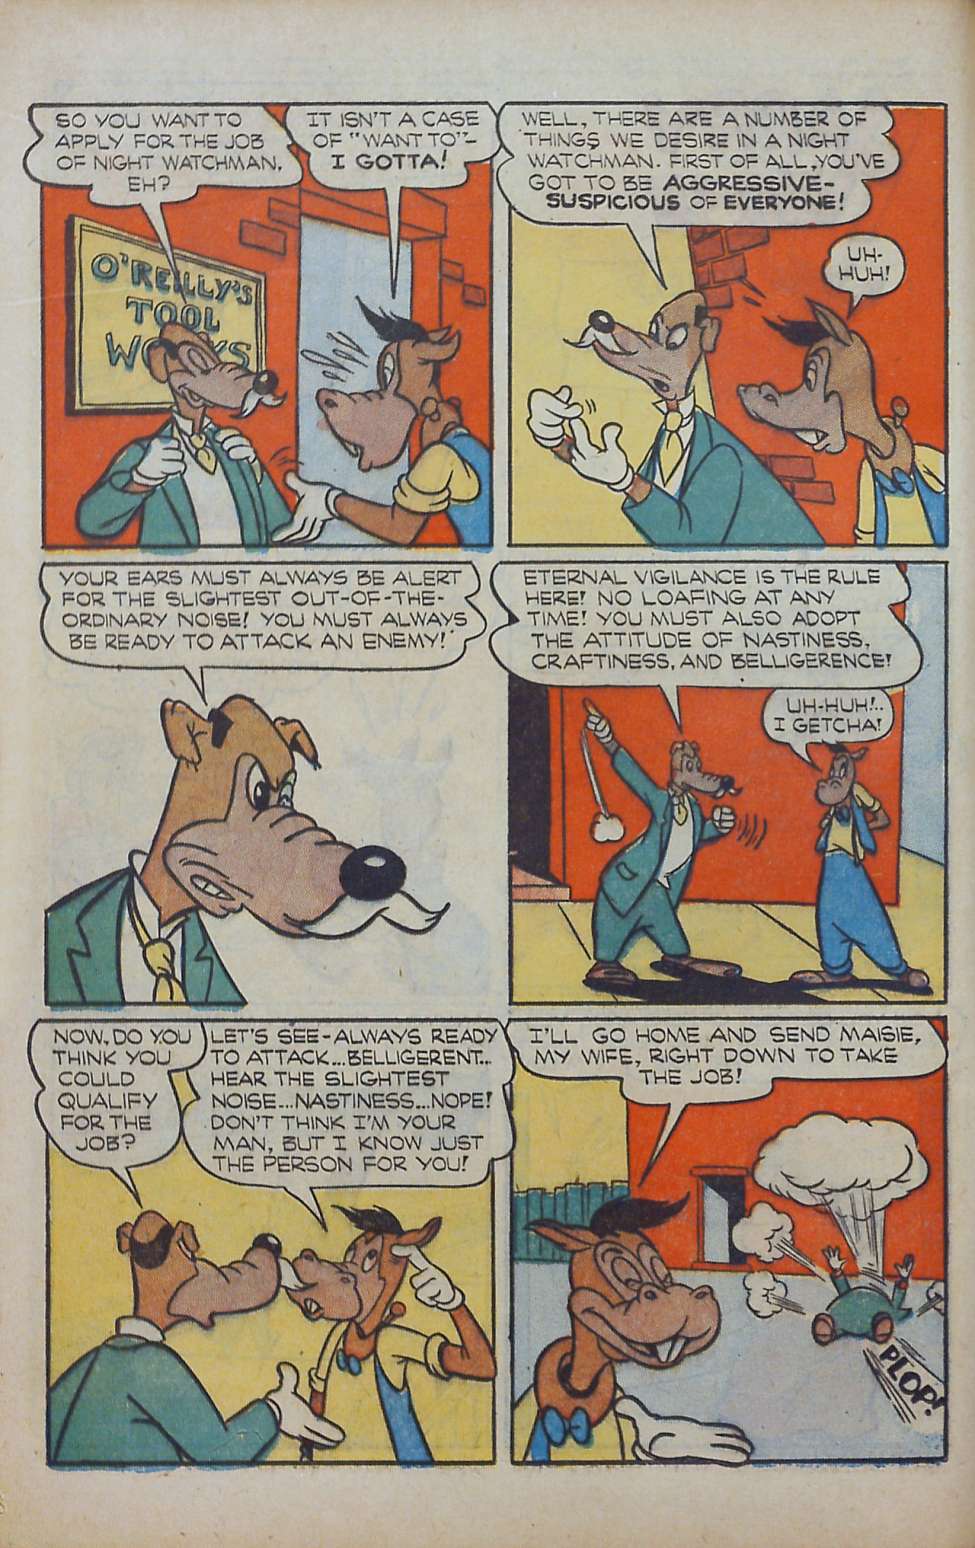 SO YOU WANT TO
APPLY FOR THE JOB
OF NIGHT WATCHMAN,
EH?
IT ISN'T A CASE
OF "WANT TO"-
I GOTTA!
O'REILLY'S
TOOL
WORKS
WELL, THERE ARE A NUMBER OF
THINGS WE DESIRE IN A NIGHT
WATCHMAN. FIRST OF ALL, YOU'VE
GOT TO BE AGGRESSIVE-
SUSPICIOUS OF EVERYONE!
UH-
HUH!
YOUR EARS MUST ALWAYS BE ALERT
FOR THE SLIGHTEST OUT-OF-THE-
ORDINARY NOISE! YOU MUST ALWAYS
BE READY TO ATTACK AN ENEMY!
ETERNAL VIGILANCE IS THE RULE
HERE! NO LOAFING AT ANY
TIME! YOU MUST ALSO ADOPT
THE ATTITUDE OF NASTINESS,
CRAFTINESS, AND BELLIGERENCE!
UH-HUH!..
I GETCHA!
NOW, DO YOU
THINK YOU
COULD
QUALIFY
FOR THE
JOB?
LET'S SEE-ALWAYS READY
TO ATTACK...BELLIGERENT...
HEAR THE SLIGHTEST
NOISE...NASTINESS...NOPE!
DON'T THINK I'M YOUR
MAN, BUT I KNOW JUST
THE PERSON FOR YOU!
I'LL GO HOME AND SEND MAISIE,
MY WIFE, RIGHT DOWN TO TAKE
THE JOB!
PLOP!